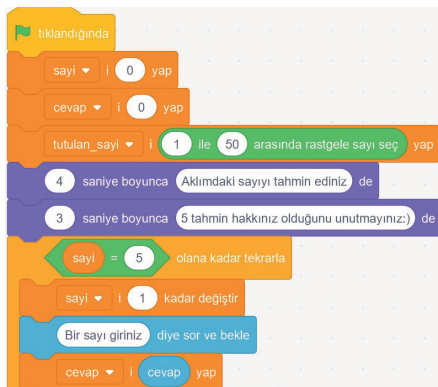 tıklandığında
sayi i 0 yap
cevap i 0 yap
tutulan_sayi i 1 ile 50 arasında rastgele sayı seç yap
4 saniye boyunca Aklımdaki sayıyı tahmin ediniz de
3 saniye boyunca 5 tahmin hakkınız olduğunu unutmayınız:) de
sayi = 5 olana kadar tekrarla
sayi i 1 kadar değiştir
Bir sayı giriniz diye sor ve bekle
cevap i cevap yap